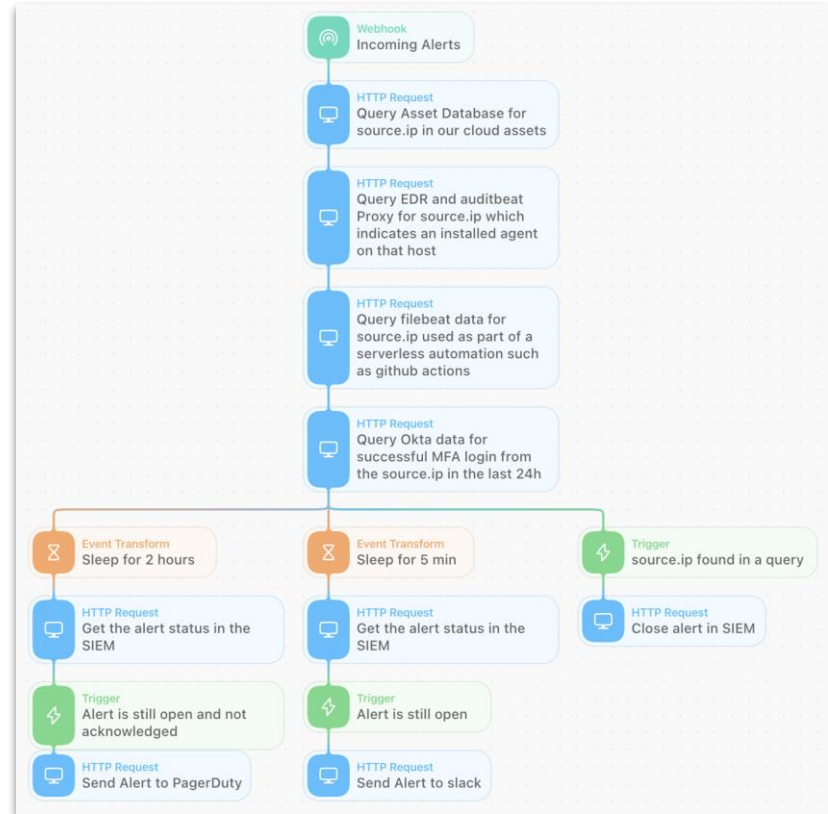 Webhook
Incoming Alerts
HTTP Request
Query Asset Database for
source.ip in our cloud assets
HTTP Request
Query EDR and auditbeat
Proxy for source.ip which
indicates an installed agent
on that host
HTTP Request
Query filebeat data for
source.ip used as part of a
serverless automation such
as github actions
HTTP Request
Query Okta data for
successful MFA login from
the source.ip in the last 24h
Event Transform
Sleep for 2 hours
HTTP Request
Get the alert status in the
SIEM
Trigger
Alert is still open and not
acknowledged
HTTP Request
Send Alert to PagerDuty
Event Transform
Sleep for 5 min
HTTP Request
Get the alert status in the
SIEM
Trigger
Alert is still open
HTTP Request
Send Alert to slack
Trigger
source.ip found in a query
HTTP Request
Close alert in SIEM